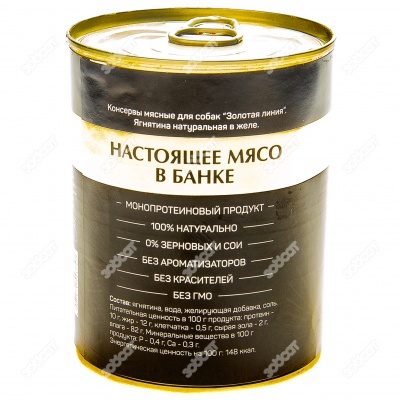 Консервы мясные для собак "Золотая линия".
Ягнятина натуральная в желе.
НАСТОЯЩЕЕ МЯСО
В БАНКЕ
МОНОПРОТЕИНОВЫЙ ПРОДУКТ
100% НАТУРАЛЬНО
0% ЗЕРНОВЫХ И СОИ
БЕЗ АРОМАТИЗАТОРОВ
БЕЗ КРАСИТЕЛЕЙ
БЕЗ ГМО
Состав: ягнятина, вода, желирующая добавка, соль.
Питательная ценность в 100 г продукта: протеин -
10 г, жир - 12 г, клетчатка - 0,5 г, сырая зола - 2 г,
влага - 82 г. Минеральные вещества в 100 г
продукта: P - 0,4 г, Ca - 0,3 г.
Энергетическая ценность на 100 г: 148 ккал.